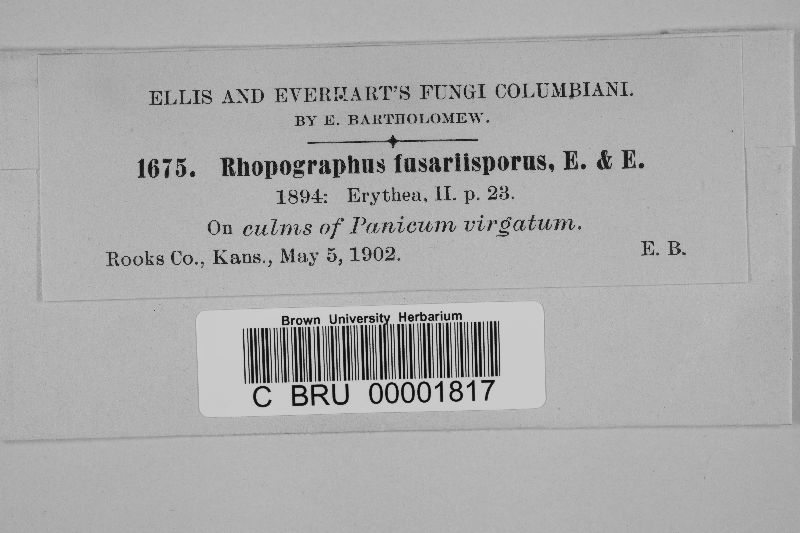 ELLIS AND EVERHART'S FUNGI COLUMBIANI.
BY E. BARTHOLOMEW.
1675. Rhopographus fusariisporus, E. & E.
1894: Erythea, II. p. 23.
On culms of Panicum virgatum.
Rooks Co., Kans., May 5, 1902. E. B.
Brown University Herbarium
C BRU 00001817